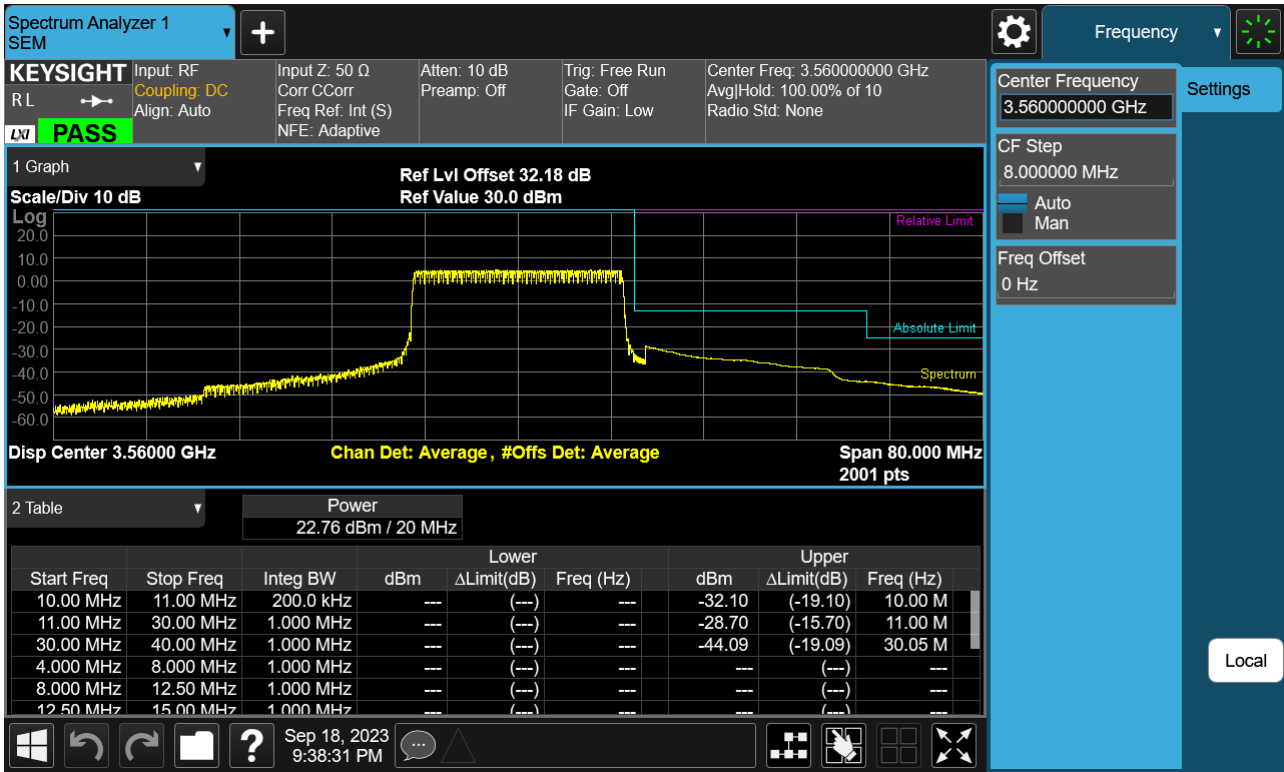 Spectrum Analyzer 1
SEM
+
Frequency
KEYSIGHT
R L
LXI
PASS
Input: RF
Coupling: DC
Align: Auto
Input Z: 50 Ω
Corr CCorr
Freq Ref: Int (S)
NFE: Adaptive
Atten: 10 dB
Preamp: Off
Trig: Free Run
Gate: Off
IF Gain: Low
Center Freq: 3.560000000 GHz
Avg|Hold: 100.00% of 10
Radio Std: None
Center Frequency
3.560000000 GHz
Settings
CF Step
8.000000 MHz
Auto
Man
Freq Offset
0 Hz
1 Graph
Scale/Div 10 dB
Ref Lvl Offset 32.18 dB
Ref Value 30.0 dBm
Log
20.0
10.0
0.00
-10.0
-20.0
-30.0
-40.0
-50.0
-60.0
Relative Limit
Absolute Limit
Spectrum
Disp Center 3.56000 GHz
Chan Det: Average , #Offs Det: Average
Span 80.000 MHz
2001 pts
2 Table
Power
22.76 dBm / 20 MHz
Lower Upper
Start Freq Stop Freq Integ BW dBm ΔLimit(dB) Freq (Hz) dBm ΔLimit(dB) Freq (Hz)
10.00 MHz 11.00 MHz 200.0 kHz --- (---) --- -32.10 (-19.10) 10.00 M
11.00 MHz 30.00 MHz 1.000 MHz --- (---) --- -28.70 (-15.70) 11.00 M
30.00 MHz 40.00 MHz 1.000 MHz --- (---) --- -44.09 (-19.09) 30.05 M
4.000 MHz 8.000 MHz 1.000 MHz --- (---) --- --- (---) ---
8.000 MHz 12.50 MHz 1.000 MHz --- (---) --- --- (---) ---
12.50 MHz 15.00 MHz 1.000 MHz --- (---) --- --- (---) ---
Local
?
Sep 18, 2023
9:38:31 PM